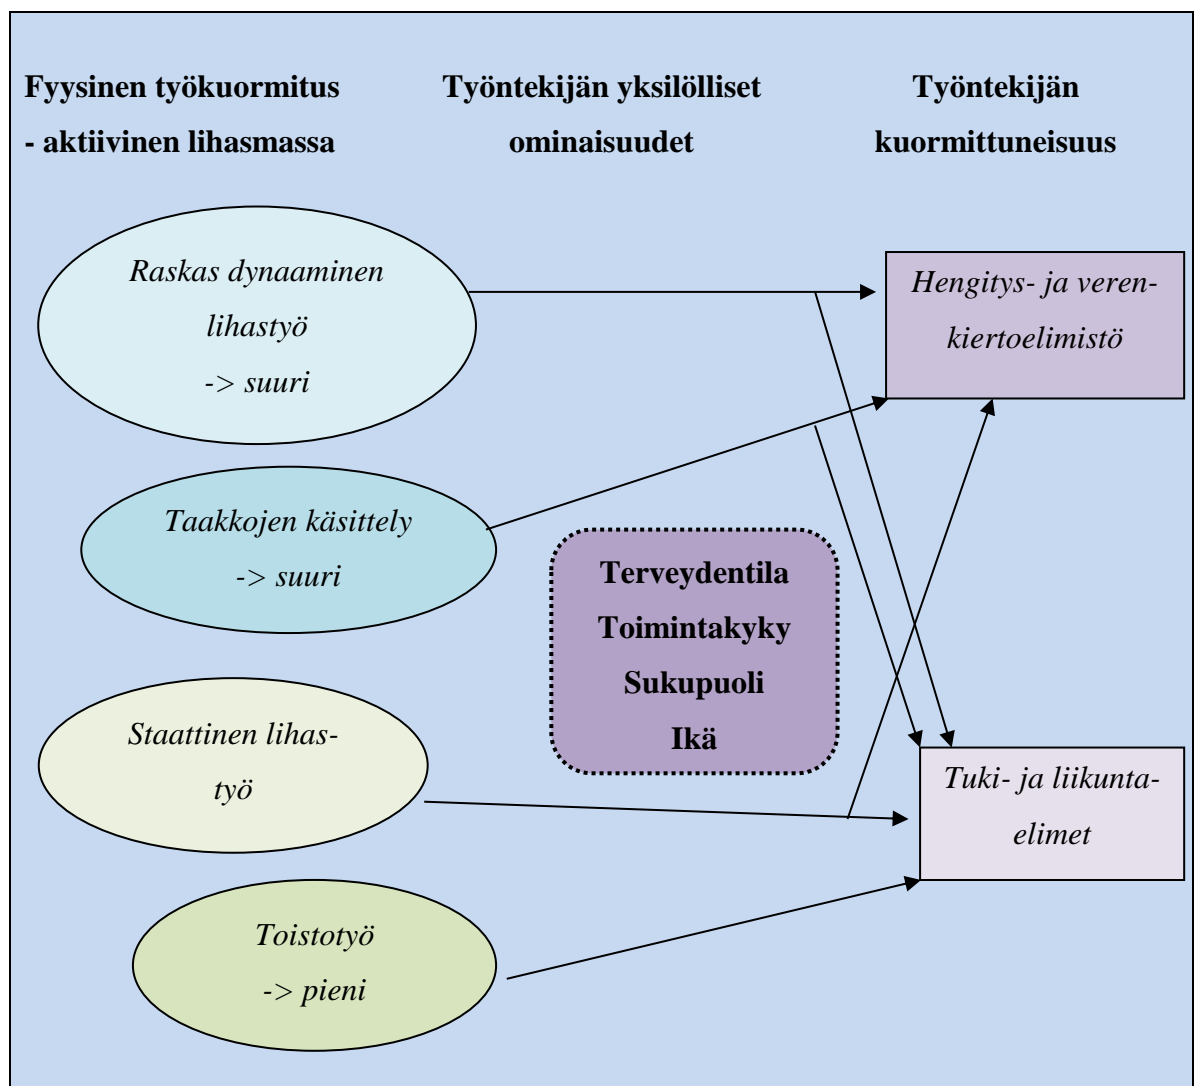 Fyysinen työkuormitus
- aktiivinen lihasmassa
Työntekijän yksilölliset
ominaisuudet
Työntekijän
kuormittuneisuus
Raskas dynaaminen
lihastyö
-> suuri
Hengitys- ja veren-
kiertoelimistö
Taakkojen käsittely
-> suuri
Terveydentila
Toimintakyky
Sukupuoli
Ikä
Staattinen lihas-
työ
Tuki- ja liikunta-
elimet
Toistotyö
-> pieni